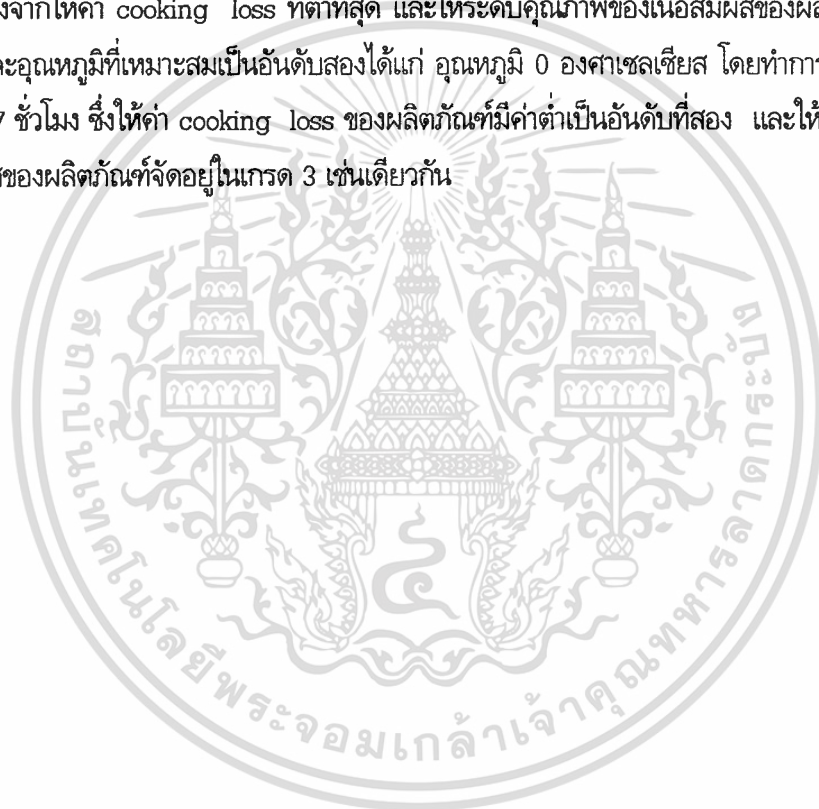 งจากให้ค่า cooking loss ที่ต่ำที่สุด และให้ระดับคุณภาพของเนื้อสัมผัสของผล
ะอุณหภูมิที่เหมาะสมเป็นอันดับสองได้แก่ อุณหภูมิ 0 องศาเซลเซียส โดยทำการ
7 ชั่วโมง ซึ่งให้ค่า cooking loss ของผลิตภัณฑ์มีค่าต่ำเป็นอันดับที่สอง และให้
ของผลิตภัณฑ์จัดอยู่ในเกรด 3 เช่นเดียวกัน
สถาบันเทคโนโลยีพระจอมเกล้าเจ้าคุณทหารลาดกระบัง
๔